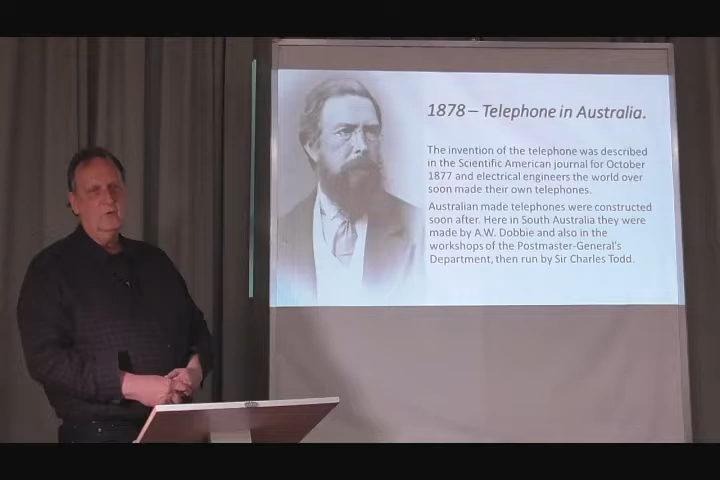 1878 – Telephone in Australia.
The invention of the telephone was described
in the Scientific American journal for October
1877 and electrical engineers the world over
soon made their own telephones.
Australian made telephones were constructed
soon after. Here in South Australia they were
made by A.W. Dobbie and also in the
workshops of the Postmaster-General's
Department, then run by Sir Charles Todd.